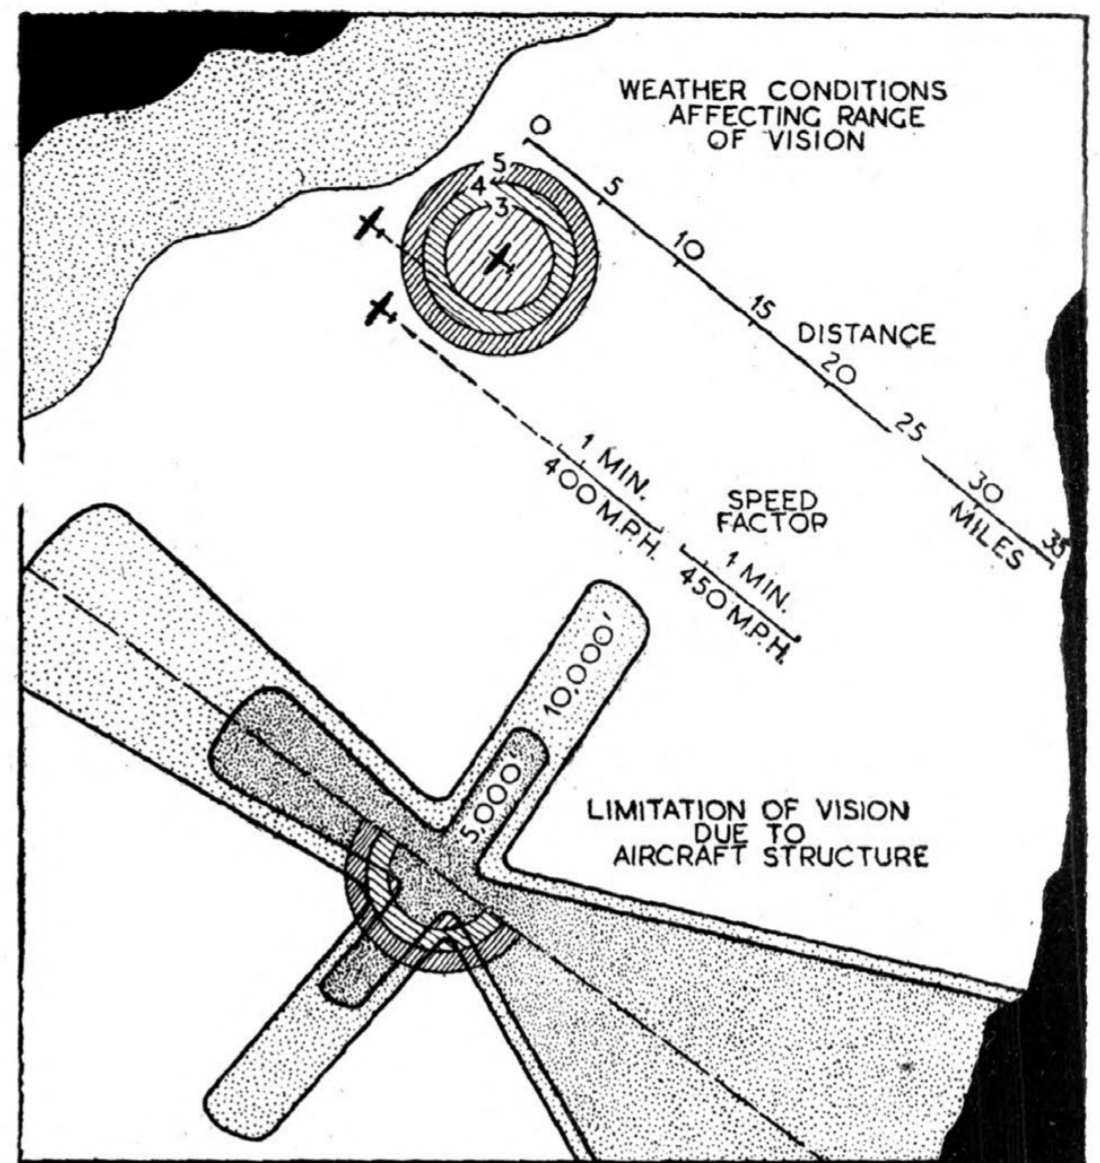 WEATHER CONDITIONS
AFFECTING RANGE
OF VISION
0
5
10
15
20
25
30
35
DISTANCE
MILES
5
4
3
1 MIN.
400 M.P.H.
SPEED
FACTOR
1 MIN.
450 M.P.H.
10,000'
5,000'
LIMITATION OF VISION
DUE TO
AIRCRAFT STRUCTURE